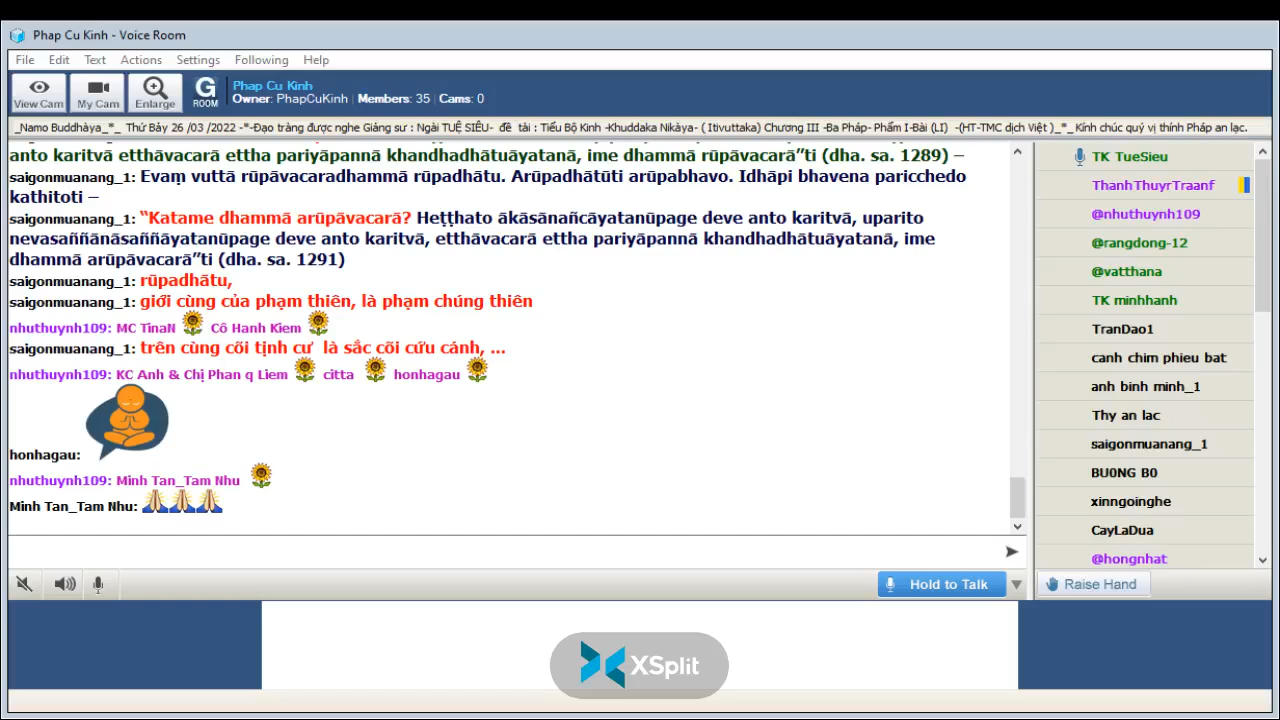 Phap Cu Kinh - Voice Room
File Edit Text Actions Settings Following Help
View Cam
My Cam
Enlarge
G ROOM
Phap Cu Kinh
Owner: PhapCuKinh | Members: 35 | Cams: 0
_Namo Buddhàya_*_ Thứ Bảy 26 /03 /2022 -*-Đạo tràng được nghe Giảng sư : Ngài TUỆ SIÊU- đề tài : Tiểu Bộ Kinh -Khuddaka Nikàya- ( Itivuttaka) Chương III -Ba Pháp- Phẩm I-Bài (LI) -(HT-TMC dịch Việt )_*_ Kính chúc quý vị thính Pháp an lạc.
anto karitvā etthāvacarā ettha pariyāpannā khandhadhātuāyatanā, ime dhammā rūpāvacarā”ti (dha. sa. 1289) –
saigonmuanang_1: Evaṃ vuttā rūpāvacaradhammā rūpadhātu. Arūpadhātūti arūpabhavo. Idhāpi bhavena paricchedo
kathitoti –
saigonmuanang_1: “Katame dhammā arūpāvacarā? Heṭṭhato ākāsānañcāyatanūpage deve anto karitvā, uparito
nevasaññānāsaññāyatanūpage deve anto karitvā, etthāvacarā ettha pariyāpannā khandhadhātuāyatanā, ime
dhammā arūpāvacarā”ti (dha. sa. 1291)
saigonmuanang_1: rūpadhātu,
saigonmuanang_1: giới cùng của phạm thiên, là phạm chúng thiên
nhuthuynh109: MC TinaN Cô Hanh Kiem
saigonmuanang_1: trên cùng cõi tịnh cư là sắc cõi cứu cánh, ...
nhuthuynh109: KC Anh & Chị Phan q Liem citta honhagau
honhagau:
nhuthuynh109: Minh Tan_Tam Nhu
Minh Tan_Tam Nhu:
TK TueSieu
ThanhThuyrTraanf
@nhuthuynh109
@rangdong-12
@vatthana
TK minhhanh
TranDao1
canh chim phieu bat
anh binh minh_1
Thy an lac
saigonmuanang_1
BU0NG B0
xinngoinghe
CayLaDua
@hongnhat
Hold to Talk
Raise Hand
XSplit